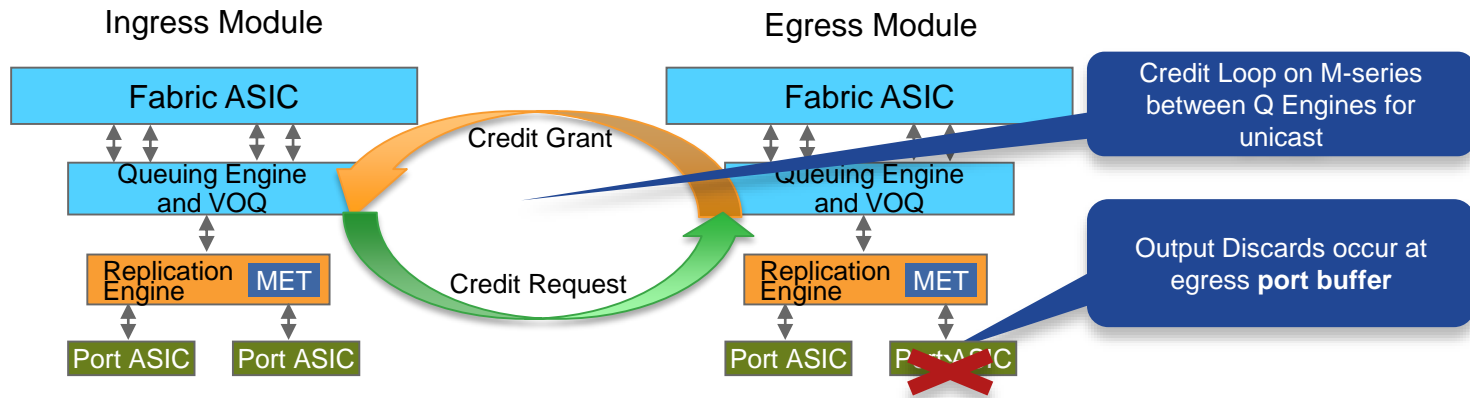 Ingress Module
Egress Module
Fabric ASIC
Fabric ASIC
Credit Loop on M-series
between Q Engines for
unicast
Credit Grant
Queuing Engine
and VOQ
Queuing Engine
and VOQ
Replication
Engine
MET
Credit Request
Replication
Engine
MET
Output Discards occur at
egress port buffer
Port ASIC
Port ASIC
Port ASIC
Port ASIC